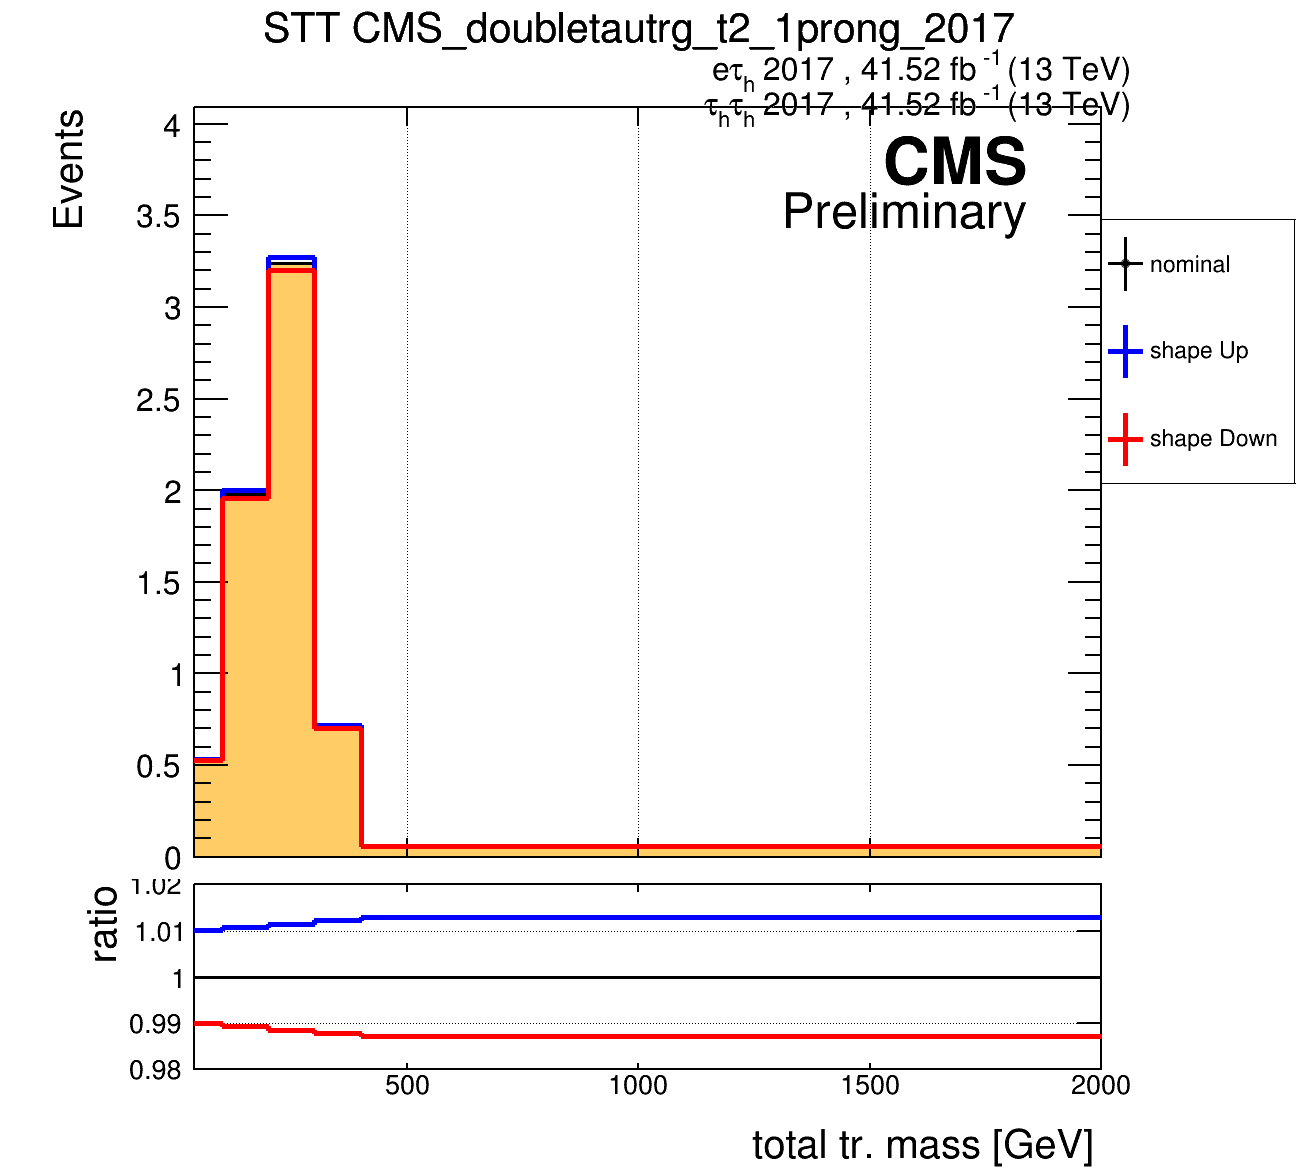 STT CMS_doubletautrg_t2_1prong_2017
eτh 2017 , 41.52 fb -1 (13 TeV)
τhτh 2017 , 41.52 fb -1 (13 TeV)
CMS
Preliminary
Events
4
3.5
3
2.5
2
1.5
1
0.5
0
nominal
shape Up
shape Down
ratio
1.02
1.01
1
0.99
0.98
500 1000 1500 2000
total tr. mass [GeV]